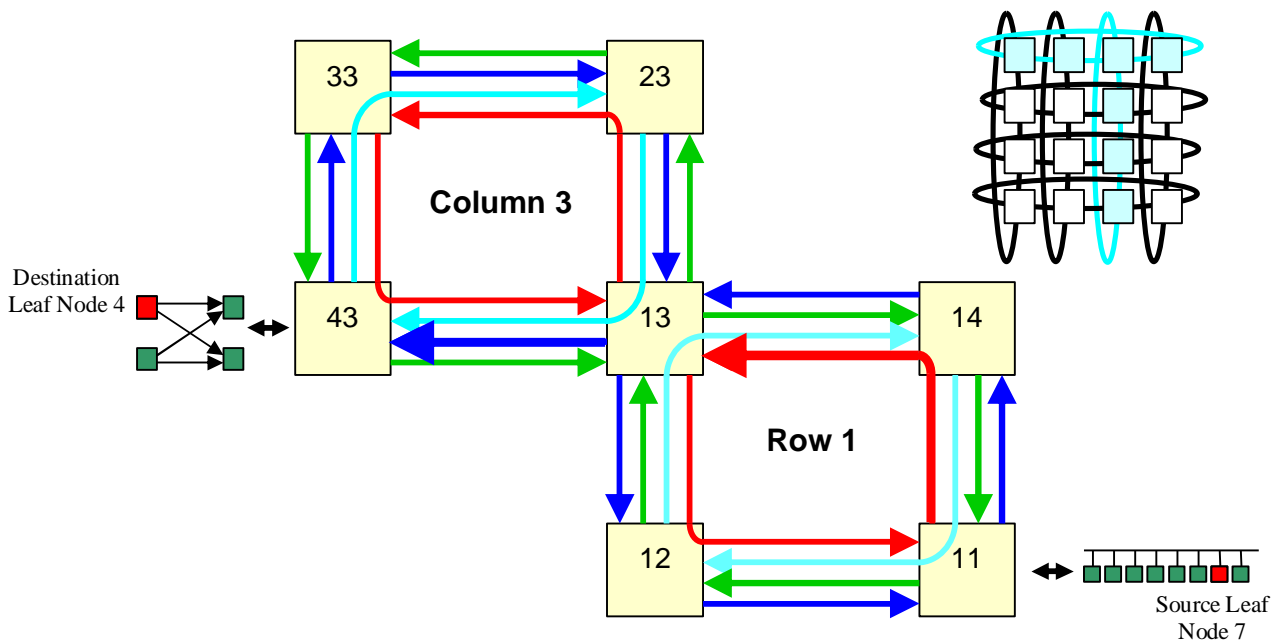 33
23
Column 3
Destination
Leaf Node 4
43
13
14
Row 1
12
11
Source Leaf
Node 7